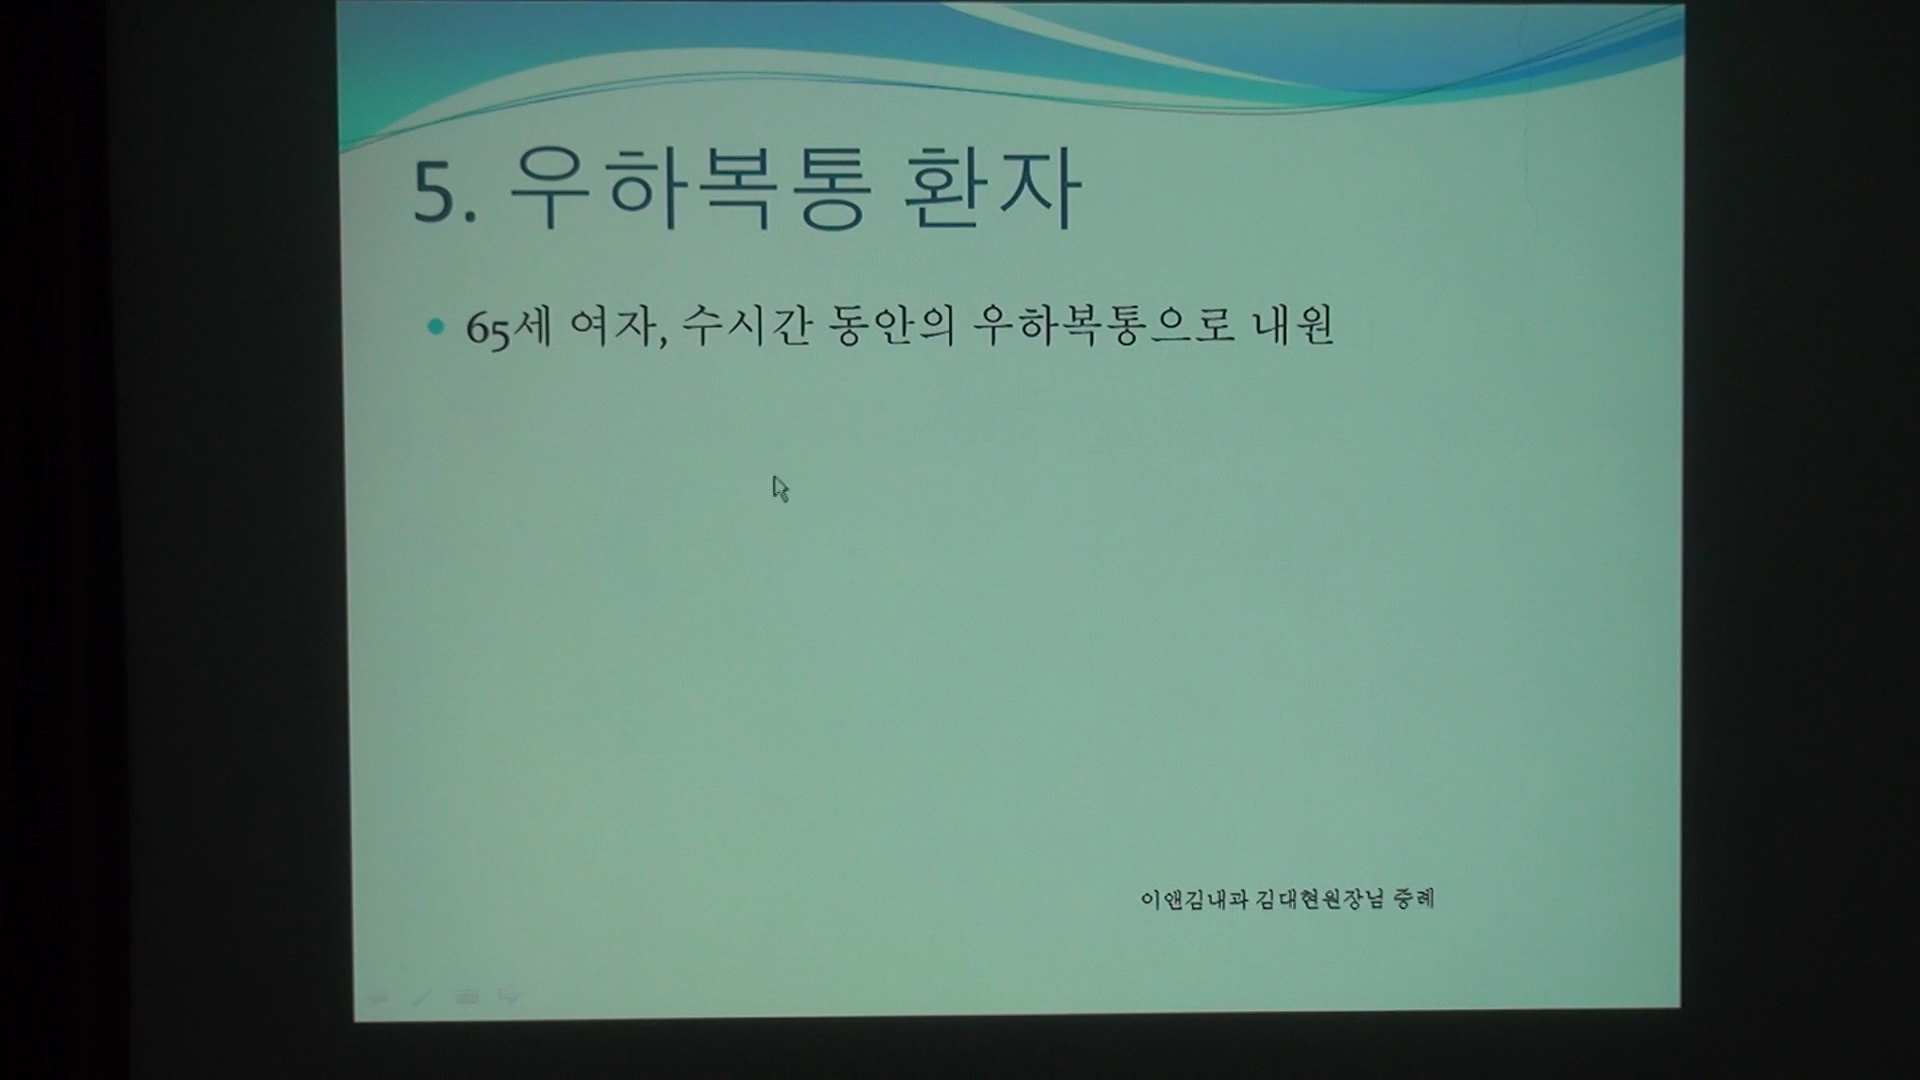 5. 우하복통 환자
• 65세 여자, 수시간 동안의 우하복통으로 내원
이앤김내과 김대현원장님 증례